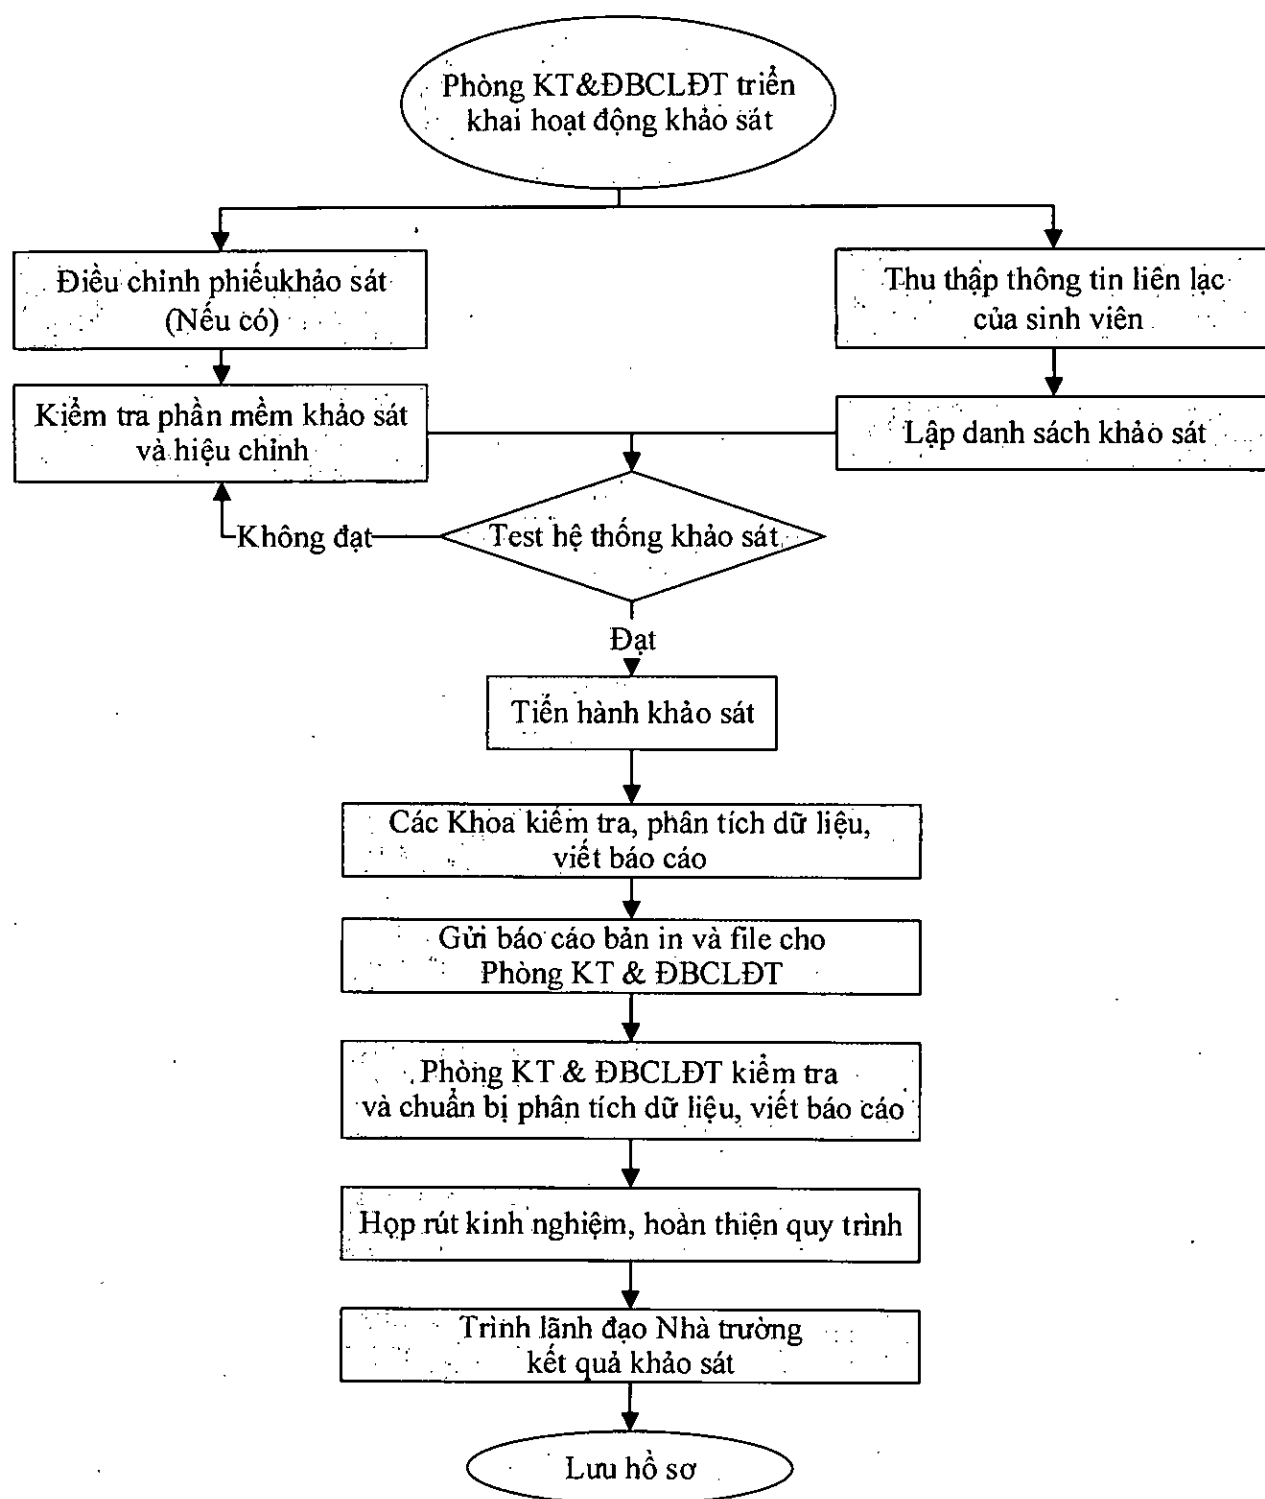 Phòng KT&ĐBCLĐT triển
khai hoạt động khảo sát
Điều chỉnh phiếukhảo sát
(Nếu có)
Thu thập thông tin liên lạc
của sinh viên
Kiểm tra phần mềm khảo sát
và hiệu chỉnh
Lập danh sách khảo sát
Không đạt
Test hệ thống khảo sát
Đạt
Tiến hành khảo sát
Các Khoa kiểm tra, phân tích dữ liệu,
viết báo cáo
Gửi báo cáo bản in và file cho
Phòng KT & ĐBCLĐT
Phòng KT & ĐBCLĐT kiểm tra
và chuẩn bị phân tích dữ liệu, viết báo cáo
Họp rút kinh nghiệm, hoàn thiện quy trình
Trình lãnh đạo Nhà trường
kết quả khảo sát
Lưu hồ sơ